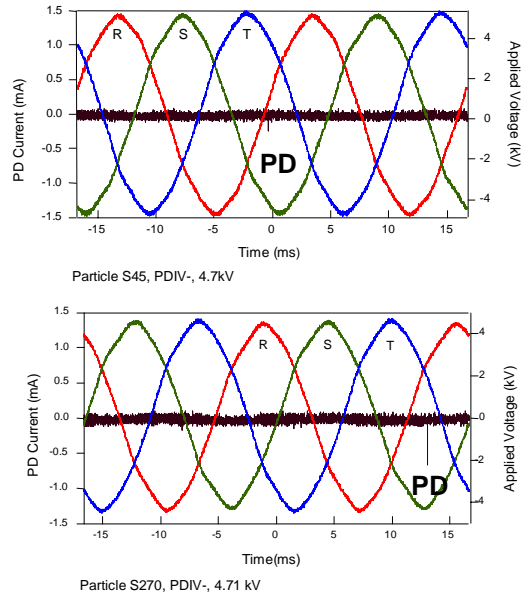 1.5
1.0
0.5
0.0
-0.5
-1.0
-1.5
PD Current (mA)
R S T
PD
4
2
0
-2
-4
Applied Voltage (kV)
-15 -10 -5 0 5 10 15
Time (ms)
Particle S45, PDIV-, 4.7kV
1.5
1.0
0.5
0.0
-0.5
-1.0
-1.5
PD Current (mA)
R S T
PD
4
2
0
-2
-4
Applied Voltage (kV)
-15 -10 -5 0 5 10 15
Time(ms)
Particle S270, PDIV-, 4.71 kV